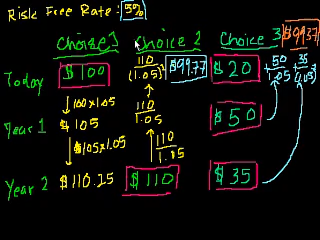 Risk Free Rate: 5%
Choice 1 Choice 2 Choice 3 $99.37
Today $100 110/(1.05)² $99.77 $20 + 50/1.05 + 35/(1.05)²
↓100×1.05 110/1.05
Year 1 $105 $50
↓$105×1.05 ↑110/1.05
Year 2 $110.25 $110 $35